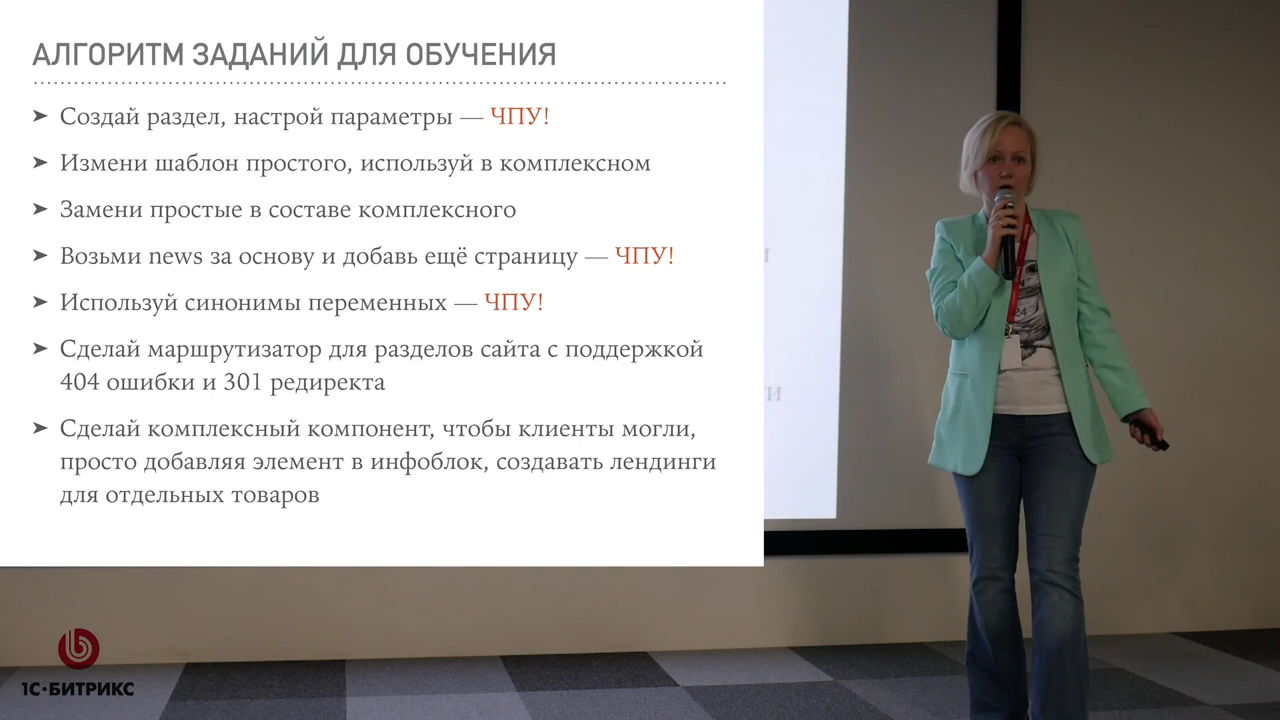 АЛГОРИТМ ЗАДАНИЙ ДЛЯ ОБУЧЕНИЯ
➤ Создай раздел, настрой параметры — ЧПУ!
➤ Измени шаблон простого, используй в комплексном
➤ Замени простые в составе комплексного
➤ Возьми news за основу и добавь ещё страницу — ЧПУ!
➤ Используй синонимы переменных — ЧПУ!
➤ Сделай маршрутизатор для разделов сайта с поддержкой
404 ошибки и 301 редиректа
➤ Сделай комплексный компонент, чтобы клиенты могли,
просто добавляя элемент в инфоблок, создавать лендинги
для отдельных товаров
24
1С·БИТРИКС